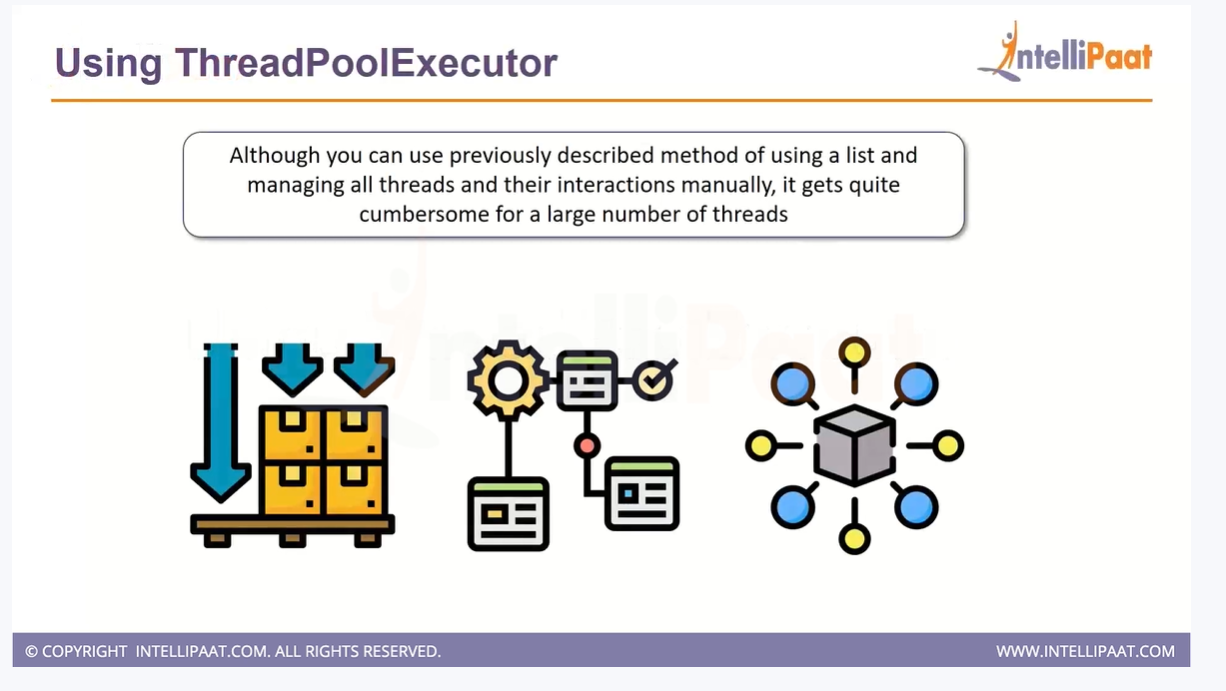 Using ThreadPoolExecutor
IntelliPaat
Although you can use previously described method of using a list and
managing all threads and their interactions manually, it gets quite
cumbersome for a large number of threads
IntelliPaat
© COPYRIGHT INTELLIPAAT.COM. ALL RIGHTS RESERVED.
WWW.INTELLIPAAT.COM